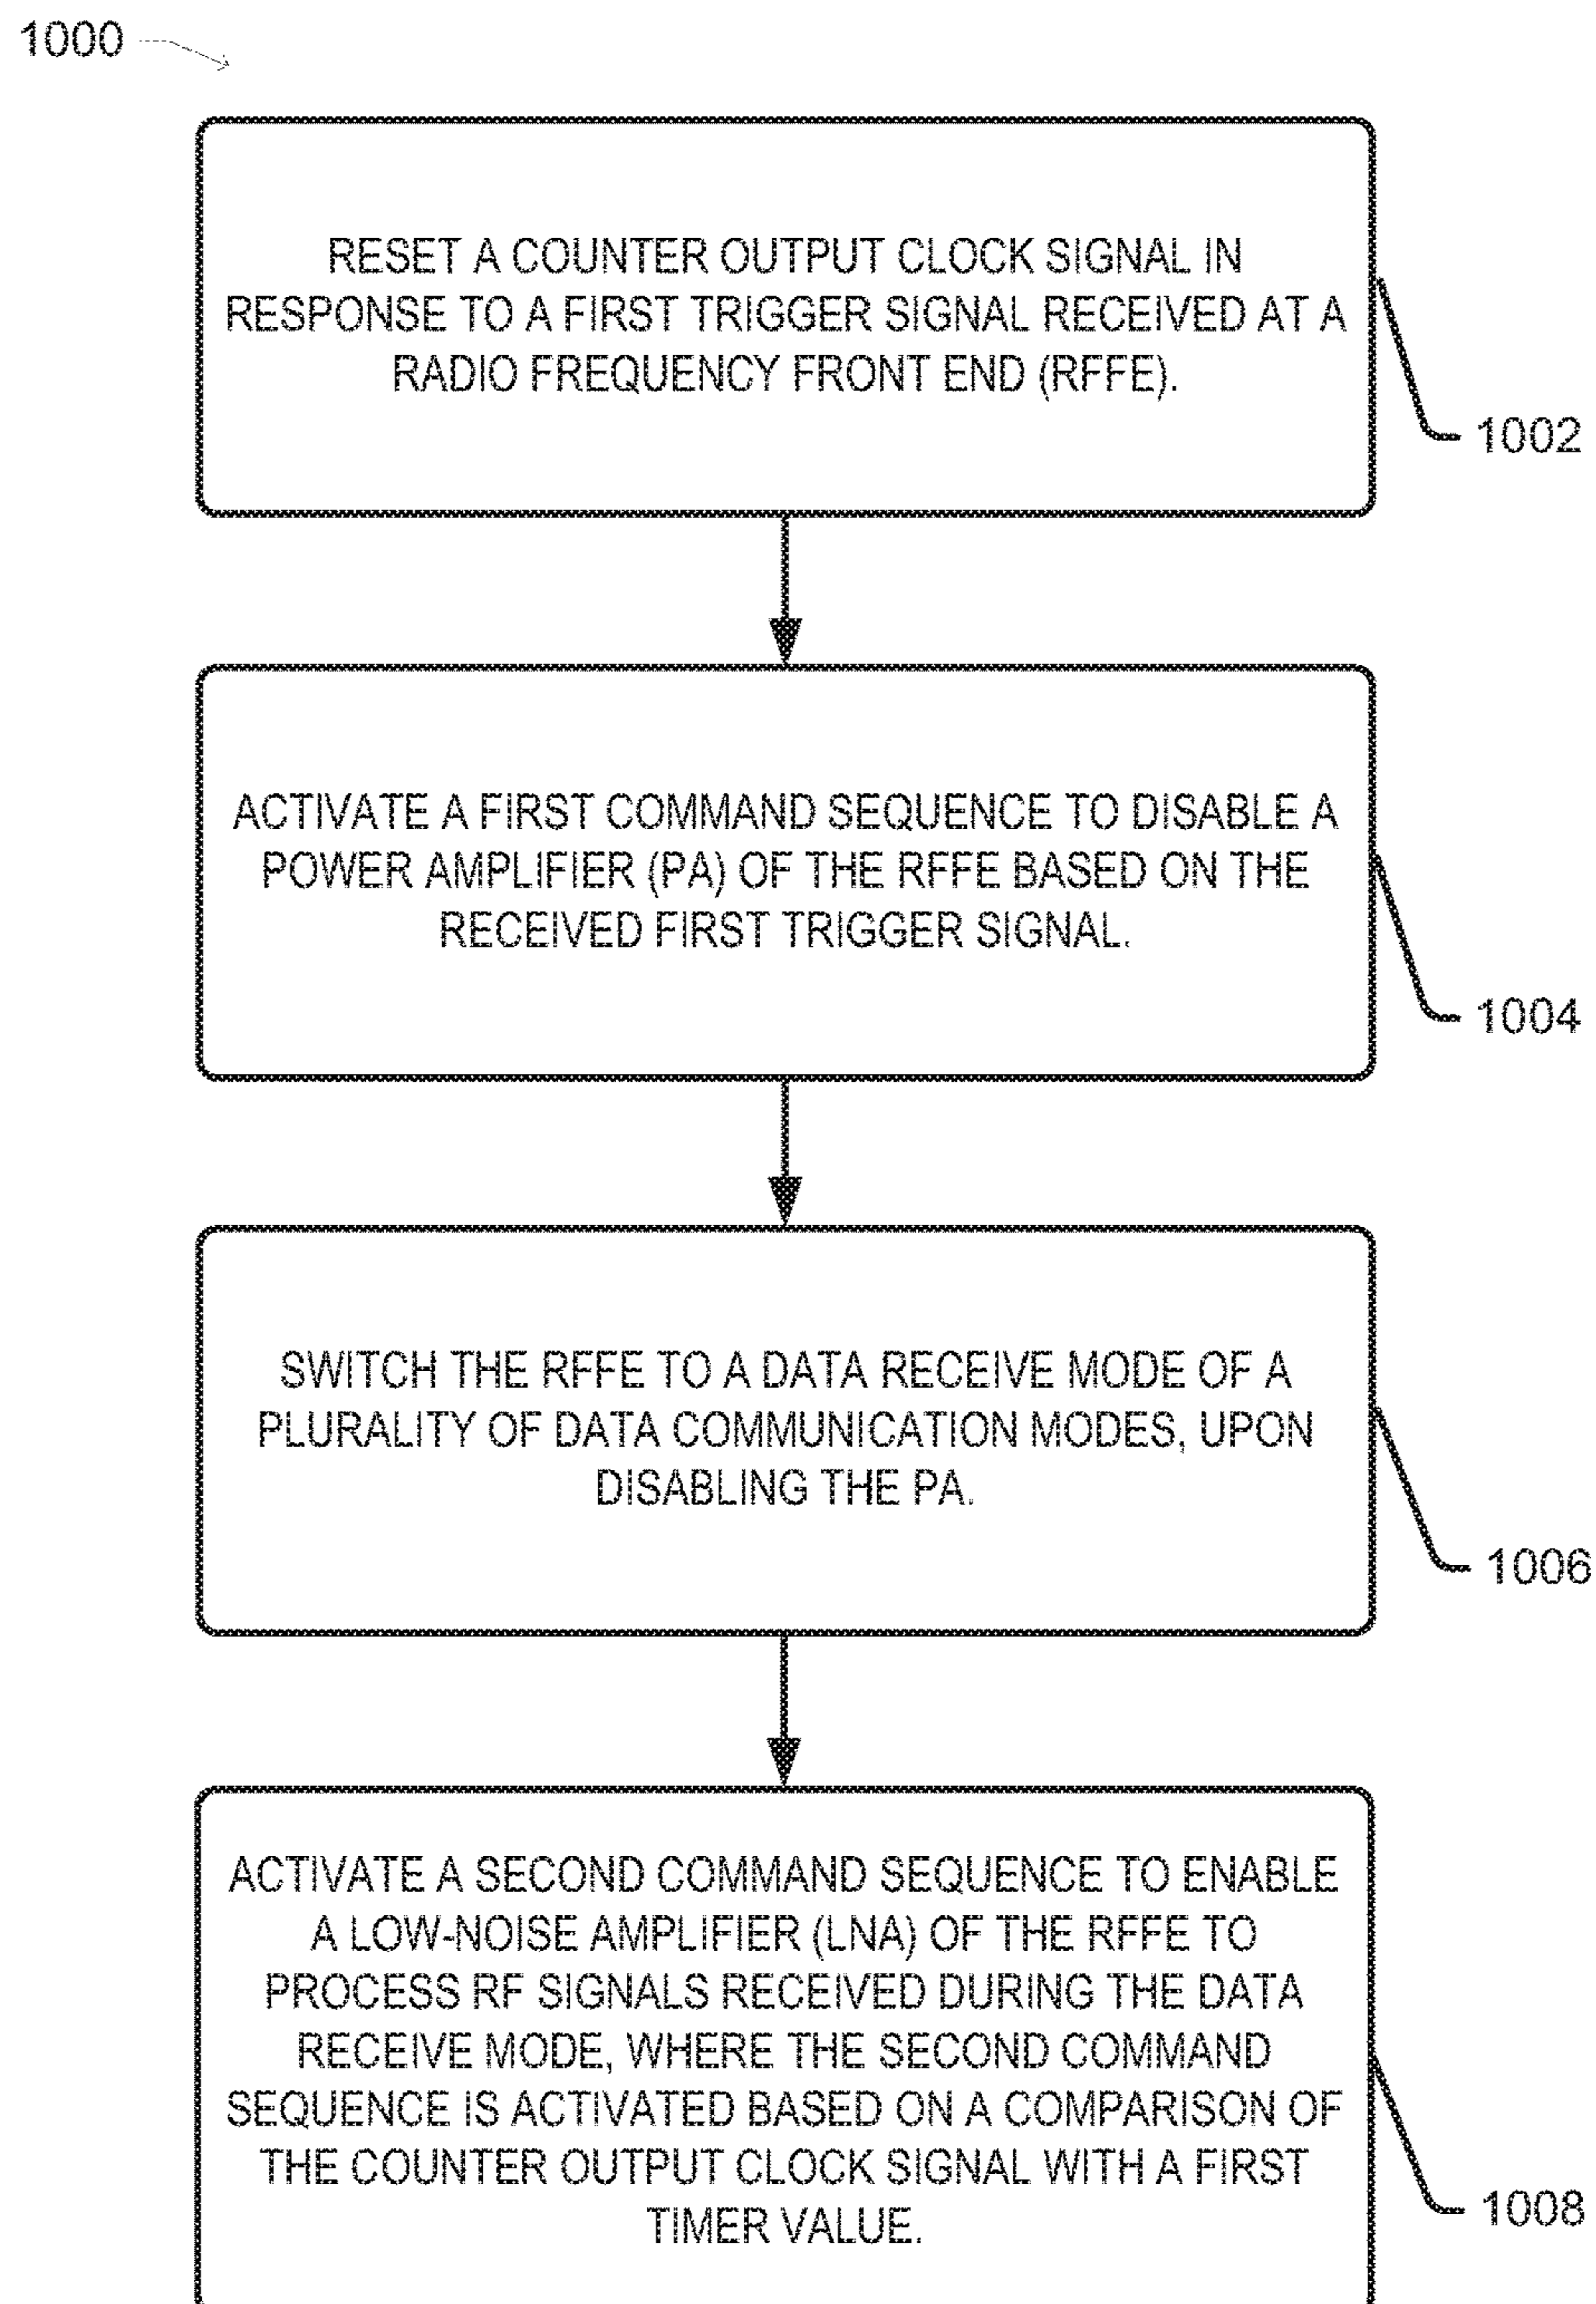 1000
RESET A COUNTER OUTPUT CLOCK SIGNAL IN
RESPONSE TO A FIRST TRIGGER SIGNAL RECEIVED AT A
RADIO FREQUENCY FRONT END (RFFE).
1002
ACTIVATE A FIRST COMMAND SEQUENCE TO DISABLE A
POWER AMPLIFIER (PA) OF THE RFFE BASED ON THE
RECEIVED FIRST TRIGGER SIGNAL.
1004
SWITCH THE RFFE TO A DATA RECEIVE MODE OF A
PLURALITY OF DATA COMMUNICATION MODES, UPON
DISABLING THE PA.
1006
ACTIVATE A SECOND COMMAND SEQUENCE TO ENABLE
A LOW-NOISE AMPLIFIER (LNA) OF THE RFFE TO
PROCESS RF SIGNALS RECEIVED DURING THE DATA
RECEIVE MODE, WHERE THE SECOND COMMAND
SEQUENCE IS ACTIVATED BASED ON A COMPARISON OF
THE COUNTER OUTPUT CLOCK SIGNAL WITH A FIRST
TIMER VALUE.
1008